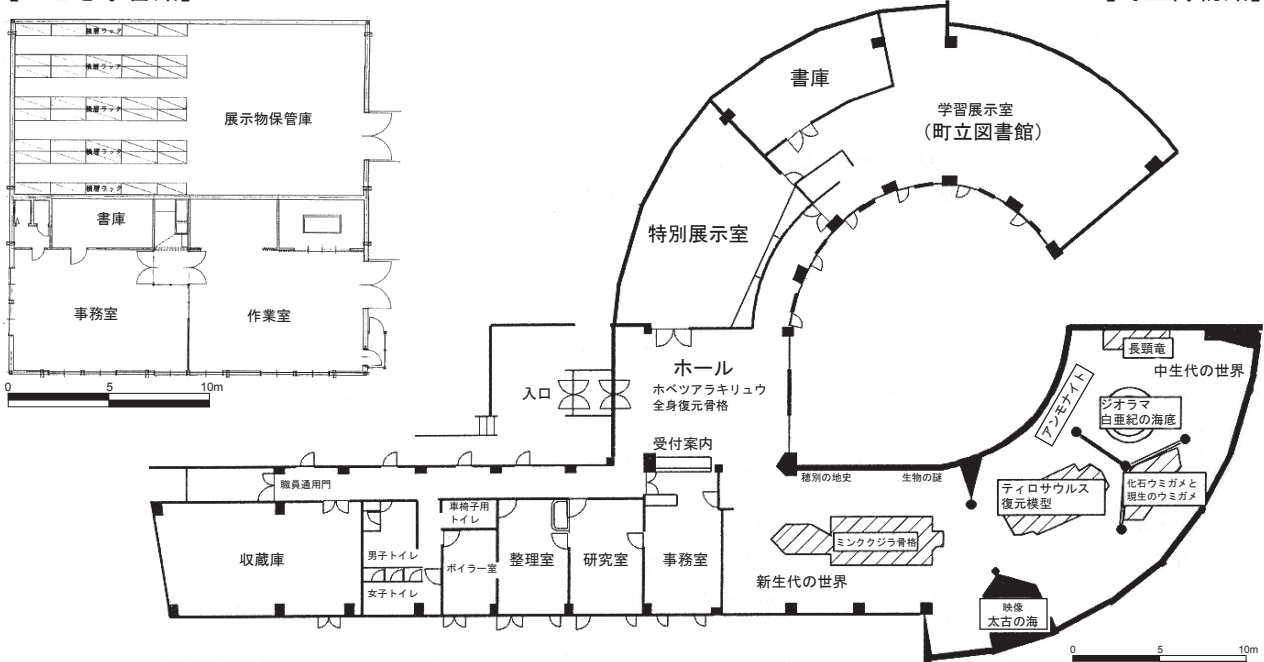 積層ラック
積層ラック
積層ラック
積層ラック
積層ラック
展示物保管庫
書庫
事務室
作業室
0 5 10m
書庫
学習展示室
(町立図書館)
特別展示室
ホール
ホベツアラキリュウ
全身復元骨格
入口
受付案内
職員通用門
収蔵庫
男子トイレ
女子トイレ
車椅子用
トイレ
ボイラー室
整理室
研究室
事務室
穂別の地史
生物の謎
ミンククジラ骨格
新生代の世界
長頸竜
中生代の世界
アンモナイト
ジオラマ
白亜紀の海底
ティロサウルス
復元模型
化石ウミガメと
現生のウミガメ
映像
太古の海
0 5 10m